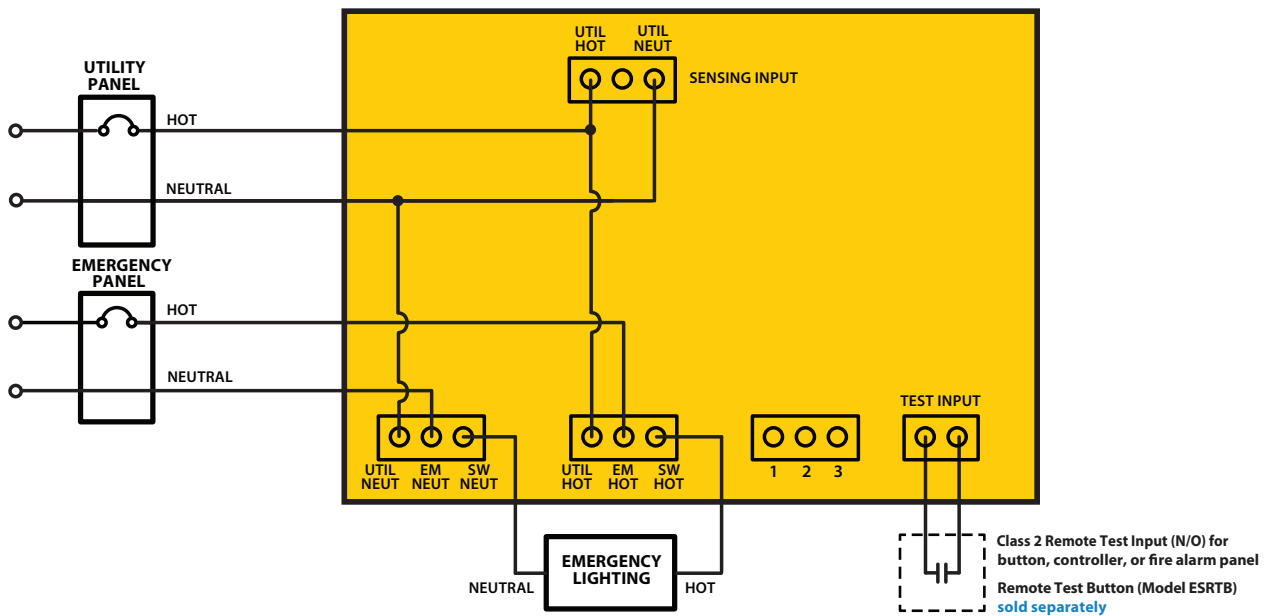 UTIL
HOT
UTIL
NEUT
SENSING INPUT
UTILITY
PANEL
HOT
NEUTRAL
EMERGENCY
PANEL
HOT
NEUTRAL
TEST INPUT
UTIL
NEUT
EM
NEUT
SW
NEUT
UTIL
HOT
EM
HOT
SW
HOT
1 2 3
EMERGENCY
LIGHTING
NEUTRAL
HOT
Class 2 Remote Test Input (N/O) for
button, controller, or fire alarm panel
Remote Test Button (Model ESRTB)
sold separately